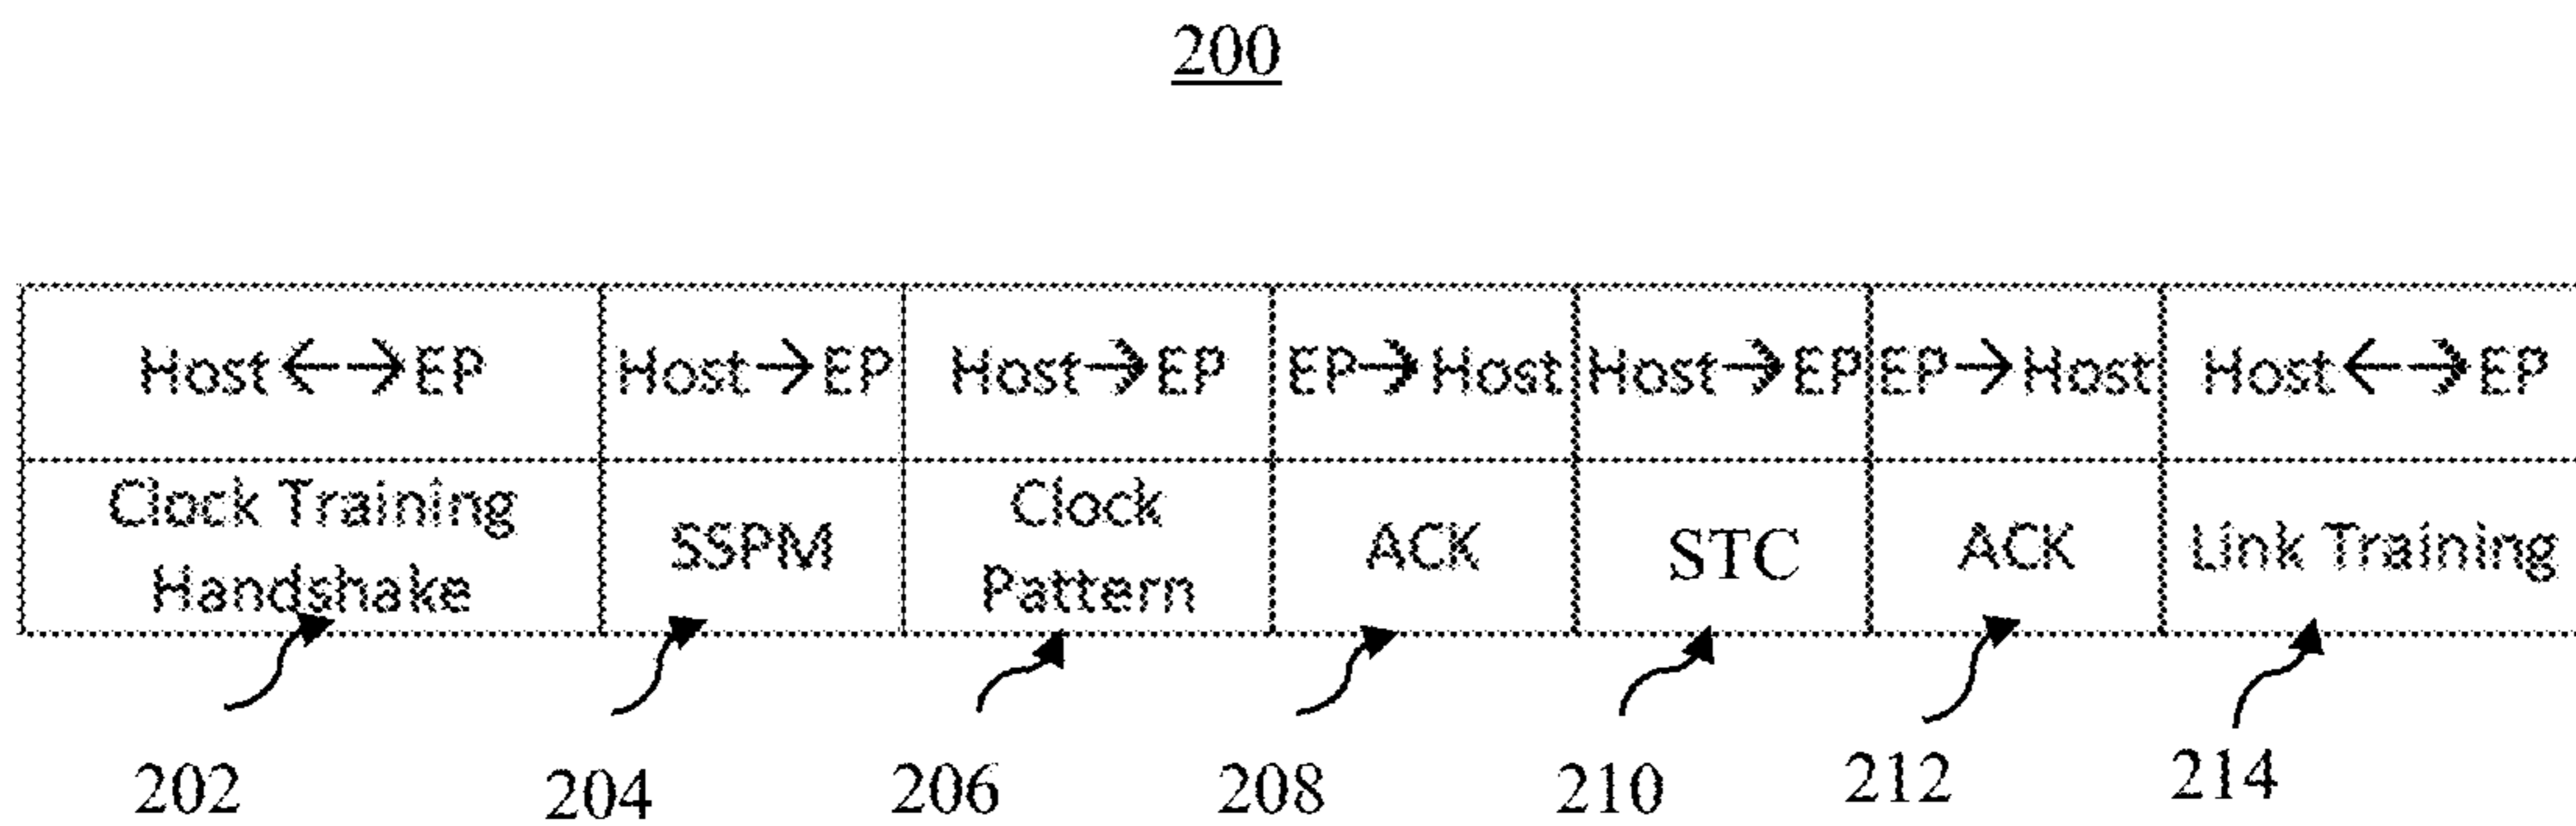 200
Host ←→ EP Host → EP Host → EP EP → Host Host → EP EP → Host Host ←→ EP
Clock Training Handshake SSPM Clock Pattern ACK STC ACK Link Training
202 204 206 208 210 212 214